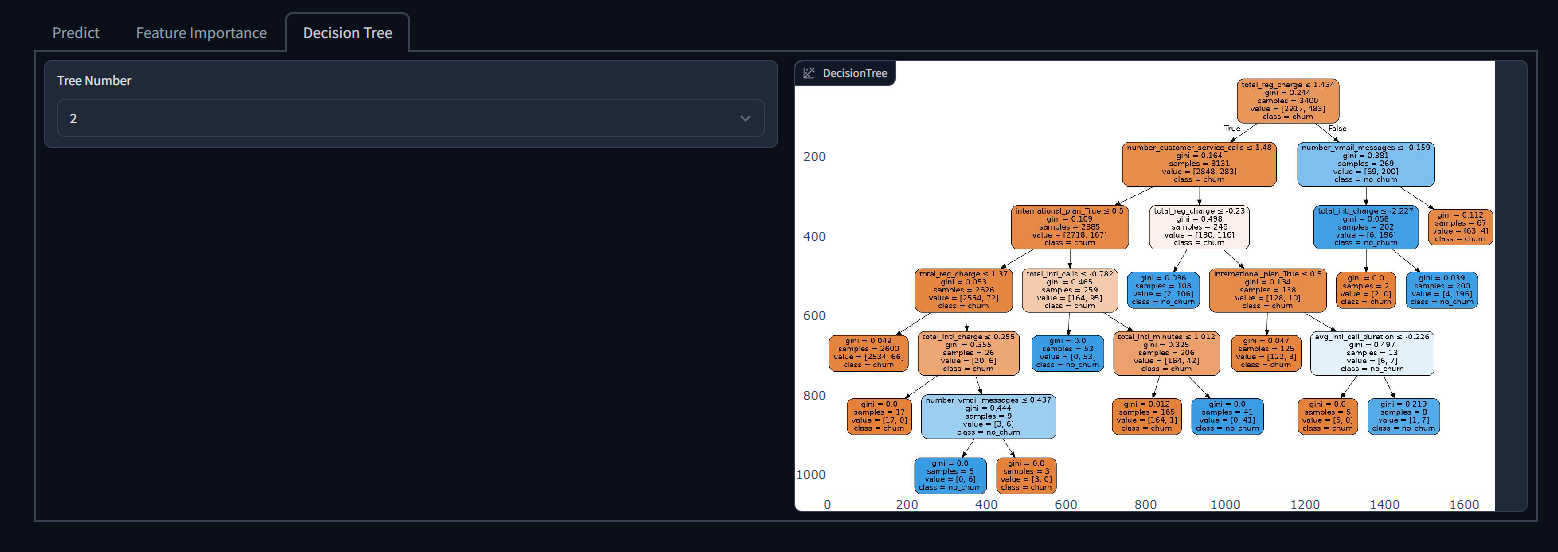 Predict
Feature Importance
Decision Tree
Tree Number
2
DecisionTree
total_reg_charge ≤ 1.437
gini = 0.244
samples = 3400
value = [2917, 483]
class = churn
True
False
number_customer_service_calls ≤ 1.48
gini = 0.164
samples = 3131
value = [2848, 283]
class = churn
number_vmail_messages ≤ -0.159
gini = 0.381
samples = 269
value = [69, 200]
class = no_churn
international_plan_True ≤ 0.5
gini = 0.109
samples = 2885
value = [2718, 167]
class = churn
total_reg_charge ≤ -0.23
gini = 0.498
samples = 246
value = [130, 116]
class = churn
total_intl_charge ≤ -2.227
gini = 0.058
samples = 202
value = [6, 196]
class = no_churn
gini = 0.112
samples = 67
value = [63, 4]
class = churn
total_reg_charge ≤ 1.37
gini = 0.053
samples = 2626
value = [2554, 72]
class = churn
total_intl_calls ≤ -0.782
gini = 0.465
samples = 259
value = [164, 95]
class = churn
gini = 0.036
samples = 108
value = [2, 106]
class = no_churn
international_plan_True ≤ 0.5
gini = 0.134
samples = 138
value = [128, 10]
class = churn
gini = 0.0
samples = 2
value = [2, 0]
class = churn
gini = 0.039
samples = 200
value = [4, 196]
class = no_churn
gini = 0.049
samples = 2600
value = [2534, 66]
class = churn
total_intl_charge ≤ 0.255
gini = 0.355
samples = 26
value = [20, 6]
class = churn
gini = 0.0
samples = 53
value = [0, 53]
class = no_churn
total_intl_minutes ≤ 1.012
gini = 0.325
samples = 206
value = [164, 42]
class = churn
gini = 0.047
samples = 125
value = [122, 3]
class = churn
avg_intl_call_duration ≤ -0.226
gini = 0.497
samples = 13
value = [6, 7]
class = no_churn
gini = 0.0
samples = 17
value = [17, 0]
class = churn
number_vmail_messages ≤ 0.437
gini = 0.444
samples = 9
value = [3, 6]
class = no_churn
gini = 0.012
samples = 165
value = [164, 1]
class = churn
gini = 0.0
samples = 41
value = [0, 41]
class = no_churn
gini = 0.0
samples = 5
value = [5, 0]
class = churn
gini = 0.219
samples = 8
value = [1, 7]
class = no_churn
gini = 0.0
value = [0, 6]
class = no_churn
gini = 0.0
samples = 3
value = [3, 0]
class = churn
200
400
600
800
1000
0 200 400 600 800 1000 1200 1400 1600